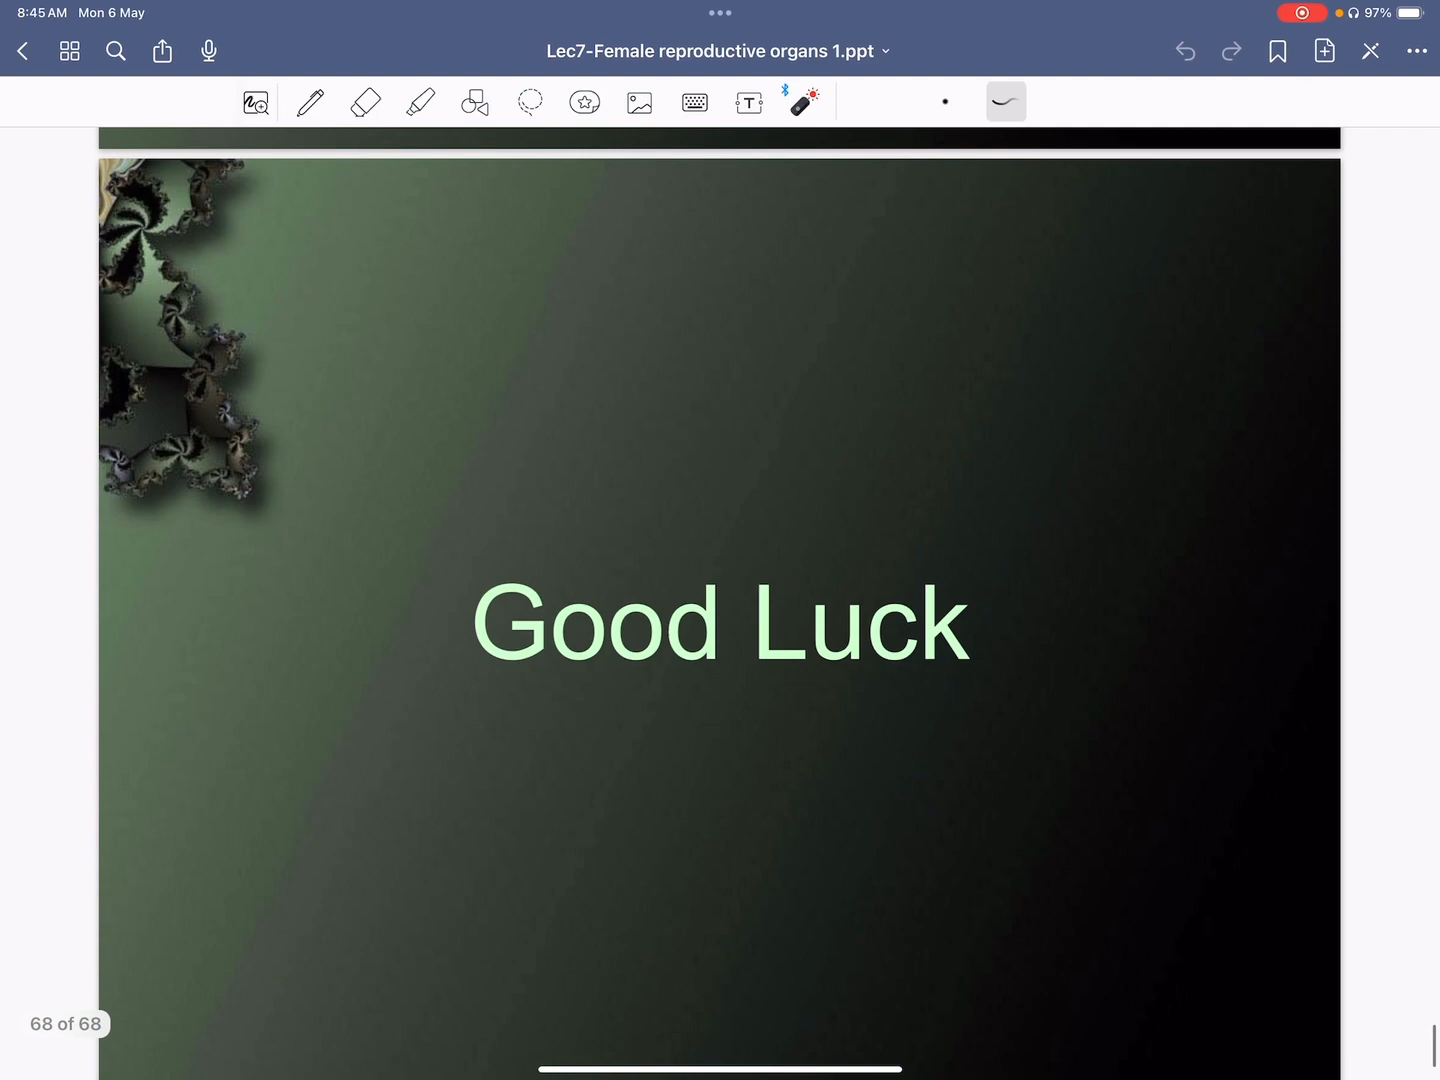 8:45 AM Mon 6 May
97%
Lec7-Female reproductive organs 1.ppt
T
Good Luck
68 of 68